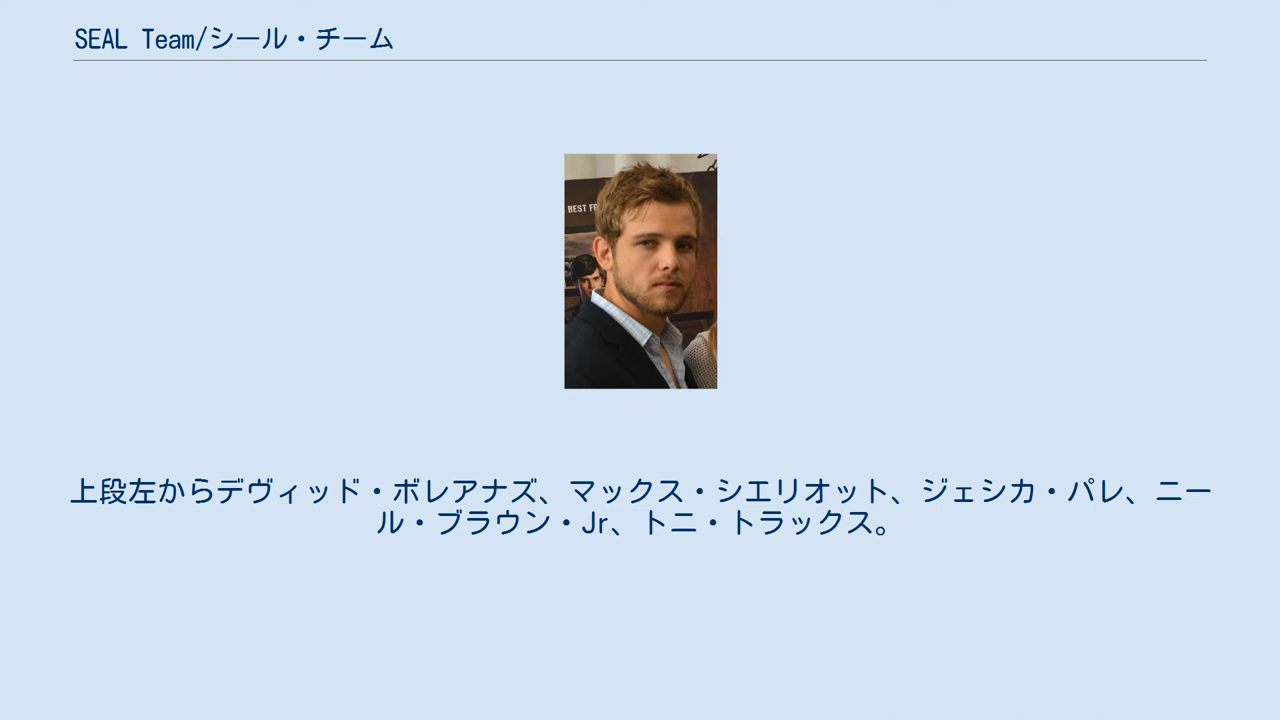 SEAL Team/シール・チーム
BEST FR
上段左からデヴィッド・ボレアナズ、マックス・シエリオット、ジェシカ・パレ、ニー
ル・ブラウン・Jr、トニ・トラックス。